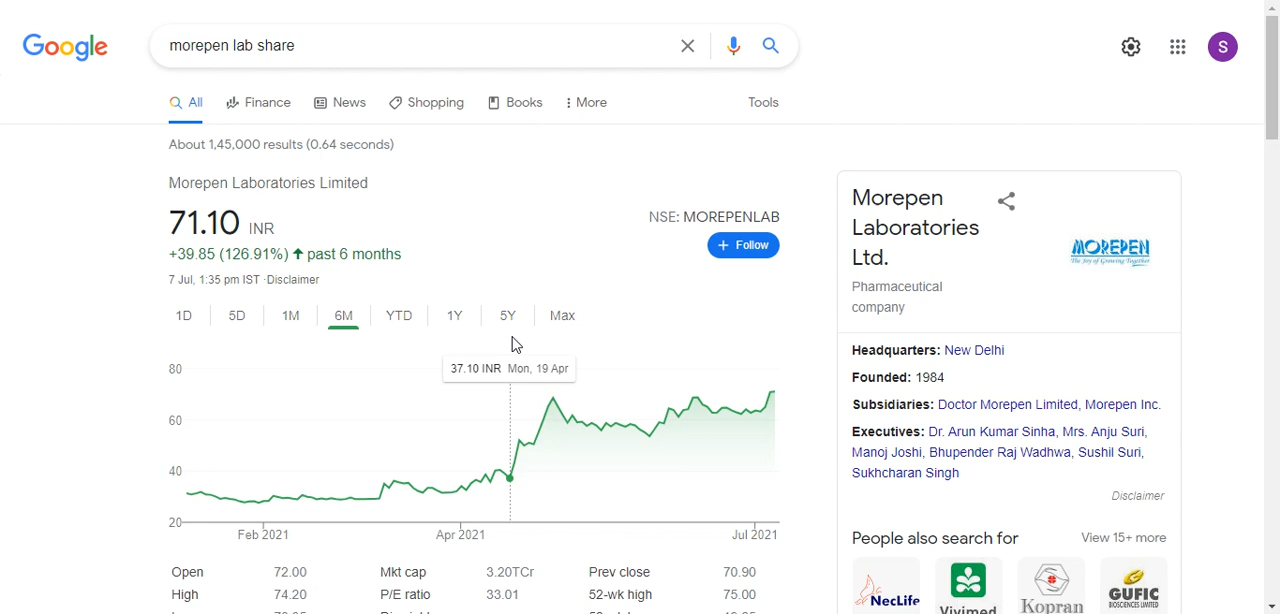 Google
morepen lab share
S
All
Finance
News
Shopping
Books
More
Tools
About 1,45,000 results (0.64 seconds)
Morepen Laboratories Limited
71.10 INR
+39.85 (126.91%) past 6 months
7 Jul, 1:35 pm IST · Disclaimer
NSE: MOREPENLAB
+ Follow
1D 5D 1M 6M YTD 1Y 5Y Max
37.10 INR Mon, 19 Apr
80
60
40
20
Feb 2021 Apr 2021 Jul 2021
Open 72.00 Mkt cap 3.20TCr Prev close 70.90
High 74.20 P/E ratio 33.01 52-wk high 75.00
Morepen
Laboratories
Ltd.
Pharmaceutical
company
MOREPEN
The Joy of Growing Together
Headquarters: New Delhi
Founded: 1984
Subsidiaries: Doctor Morepen Limited, Morepen Inc.
Executives: Dr. Arun Kumar Sinha, Mrs. Anju Suri,
Manoj Joshi, Bhupender Raj Wadhwa, Sushil Suri,
Sukhcharan Singh
Disclaimer
People also search for View 15+ more
NecLife
Vivimed
Kopran
GUFIC
BIOSCIENCES LIMITED